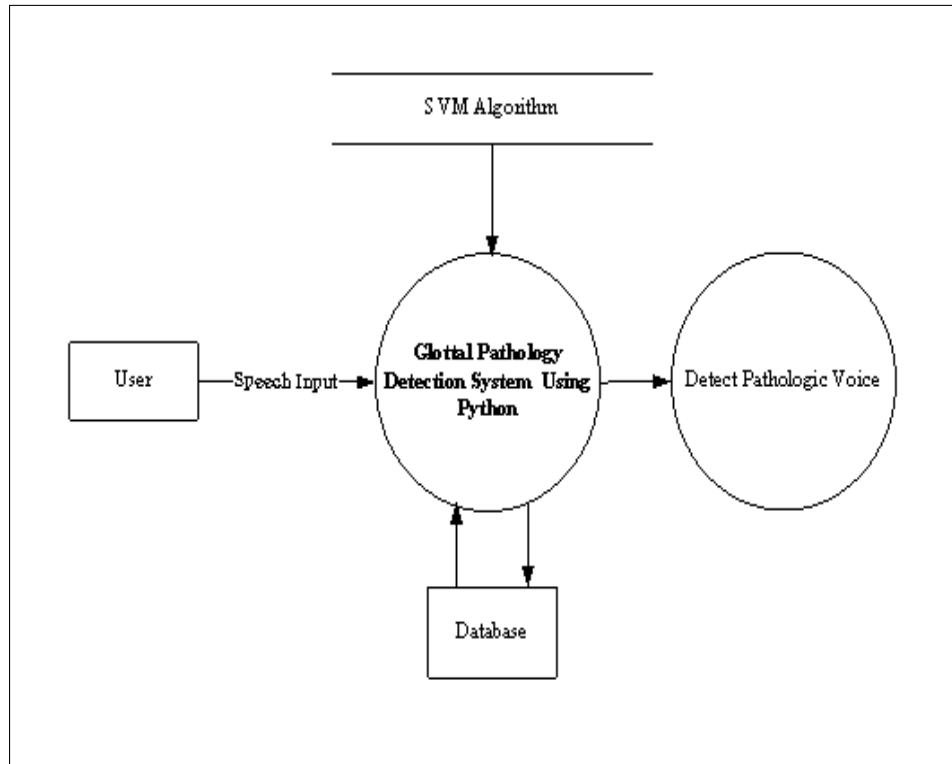 SVM Algorithm
User
Speech Input
Glottal Pathology
Detection System Using
Python
Detect Pathologic Voice
Database